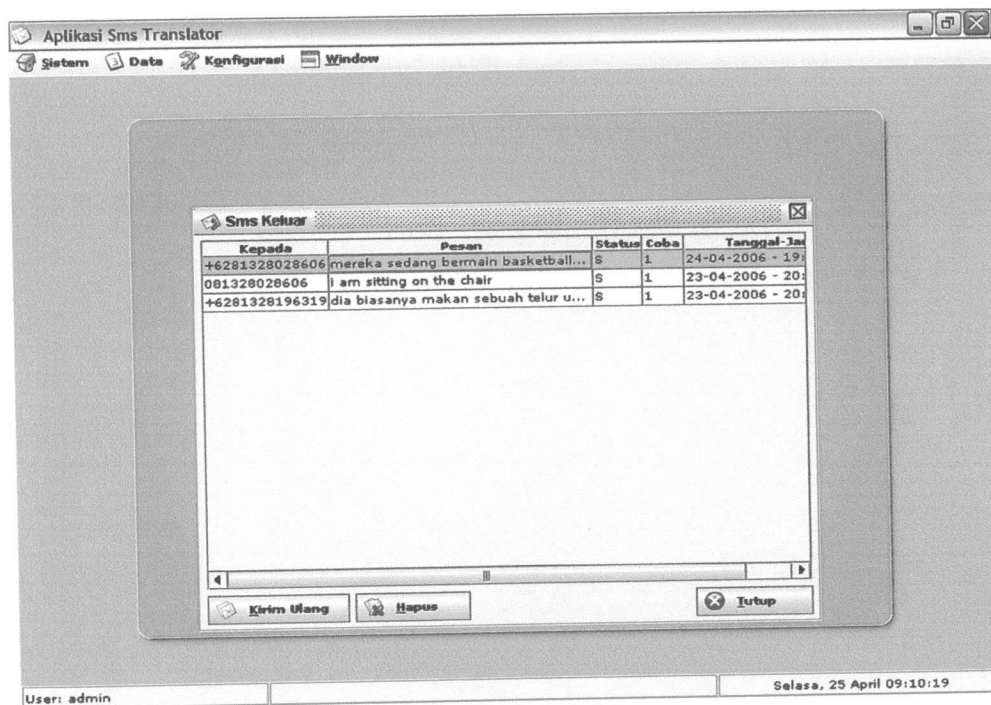 Aplikasi Sms Translator
Sistem Data Konfigurasi Window
Sms Keluar
Kepada Pesan Status Coba Tanggal-Ja
+6281328028606 mereka sedang bermain basketball... S 1 24-04-2006 - 19:
081328028606 i am sitting on the chair S 1 23-04-2006 - 20:
+6281328196319 dia biasanya makan sebuah telur u... S 1 23-04-2006 - 20:
Kirim Ulang Hapus Tutup
User: admin Selasa, 25 April 09:10:19